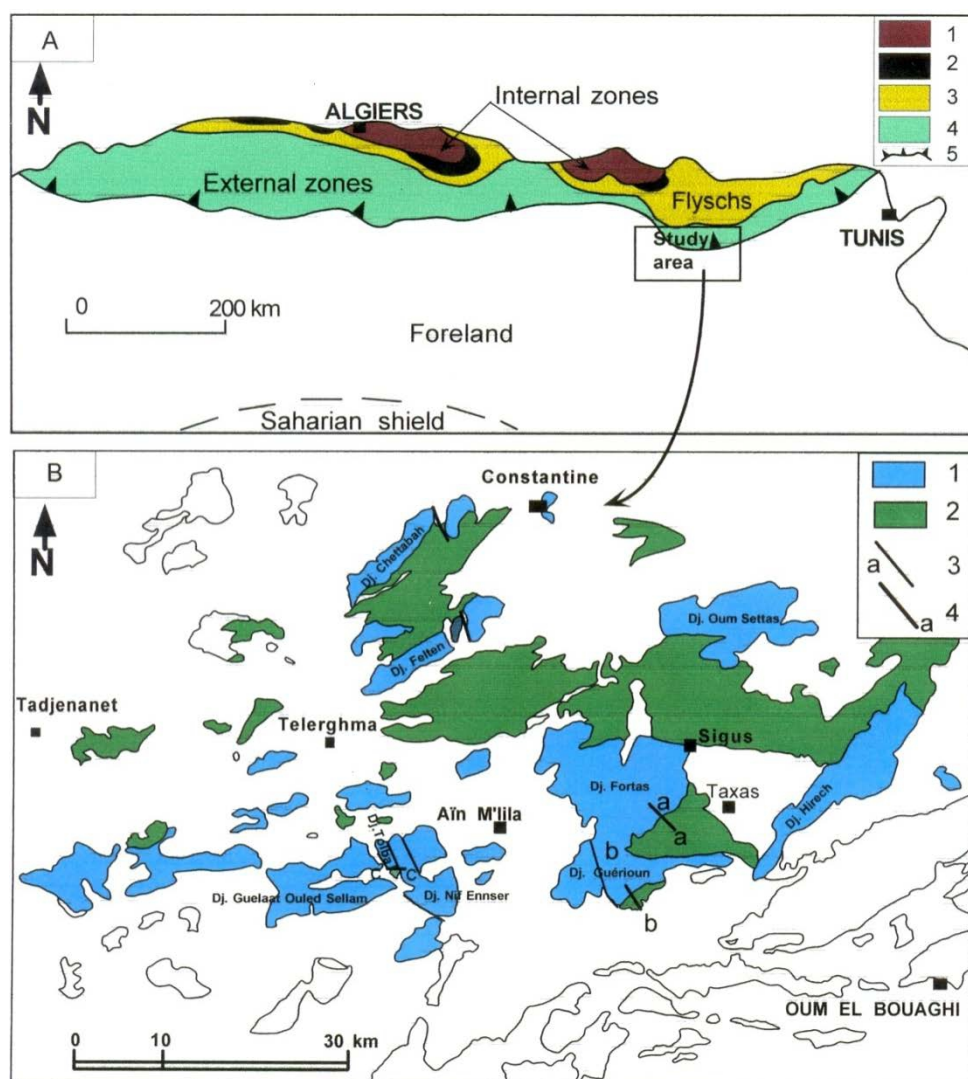 A
N
ALGIERS
Internal zones
External zones
Flyschs
Study
area
TUNIS
0
200 km
Foreland
Saharian shield
1
2
3
4
5
B
N
Constantine
Dj. Chettabah
Dj. Felten
Dj. Oum Settas
Tadjenanet
Telerghma
Sigus
Dj. Fortas
Taxas
Dj. Hirech
Aïn M'lila
Dj. Tolba
a
a
b
Dj. Guérioun
b
C
C
Dj. Guelaat Ouled Sellam
Dj. Nif Ennser
OUM EL BOUAGHI
0 10 30 km
1
2
a 3
a 4